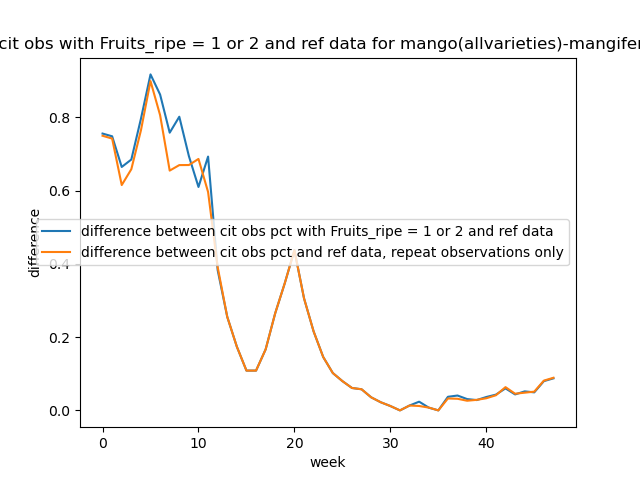 cit obs with Fruits_ripe = 1 or 2 and ref data for mango(allvarieties)-mangifer
0.8
0.6
difference
difference between cit obs pct with Fruits_ripe = 1 or 2 and ref data
difference between cit obs pct and ref data, repeat observations only
0.4
0.2
0.0
0 10 20 30 40
week